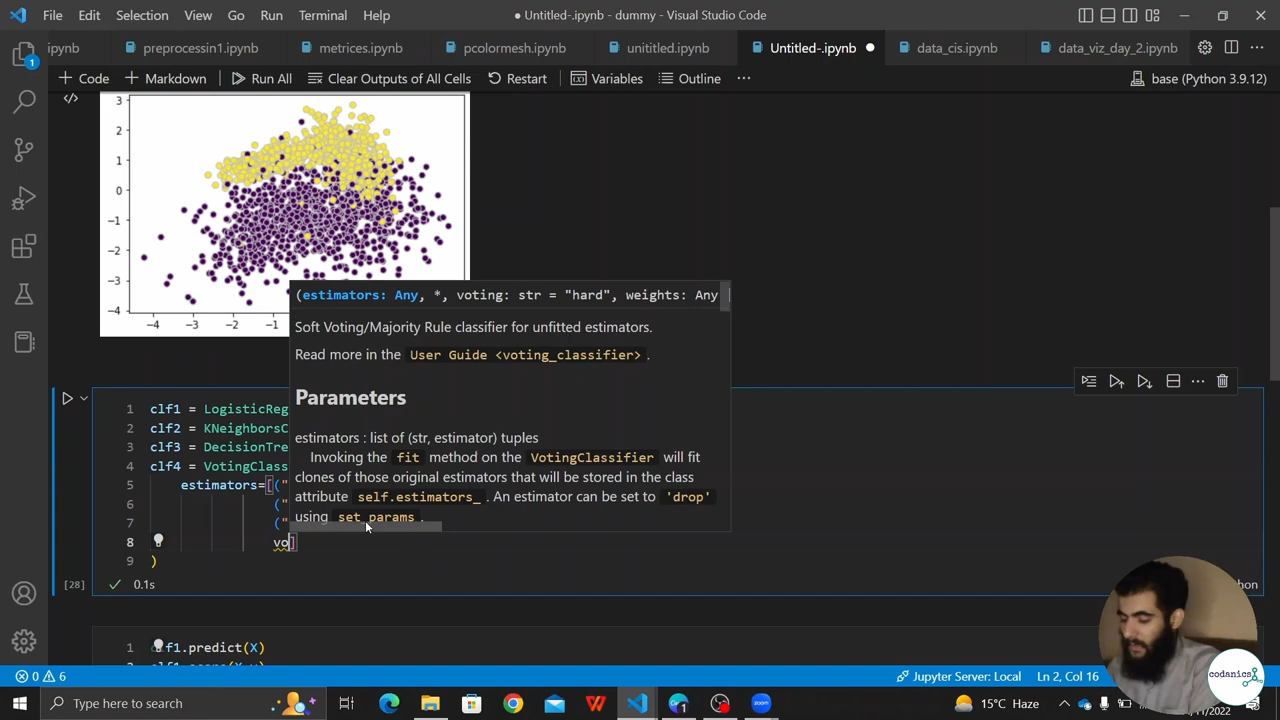 File Edit Selection View Go Run Terminal Help
● Untitled-.ipynb - dummy - Visual Studio Code
ipynb preprocessin1.ipynb metrices.ipynb pcolormesh.ipynb unititled.ipynb Untitled-.ipynb data_cis.ipynb data_viz_day_2.ipynb
1
+ Code + Markdown Run All Clear Outputs of All Cells Restart Variables Outline ··· base (Python 3.9.12)
3
2
1
0
−1
−2
−3
−4
−4 −3 −2 −1
(estimators: Any, *, voting: str = "hard", weights: Any
Soft Voting/Majority Rule classifier for unfitted estimators.
Read more in the User Guide <voting_classifier> .
Parameters
estimators : list of (str, estimator) tuples
Invoking the fit method on the VotingClassifier will fit
clones of those original estimators that will be stored in the class
attribute self.estimators_ . An estimator can be set to 'drop'
using set_params .
1 clf1 = LogisticReg
2 clf2 = KNeighborsC
3 clf3 = DecisionTre
4 clf4 = VotingClass
5 estimators=[("
6 ("
7 ("
8 vo]
9 )
[28] 0.1s
1 clf1.predict(X)
0 6 Jupyter Server: Local Ln 2, Col 16
codanics
Type here to search 15°C Haze